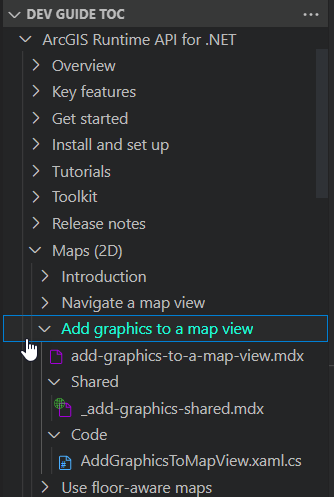 DEV GUIDE TOC
ArcGIS Runtime API for .NET
Overview
Key features
Get started
Install and set up
Tutorials
Toolkit
Release notes
Maps (2D)
Introduction
Navigate a map view
Add graphics to a map view
add-graphics-to-a-map-view.mdx
Shared
_add-graphics-shared.mdx
Code
AddGraphicsToMapView.xaml.cs
Use floor-aware maps